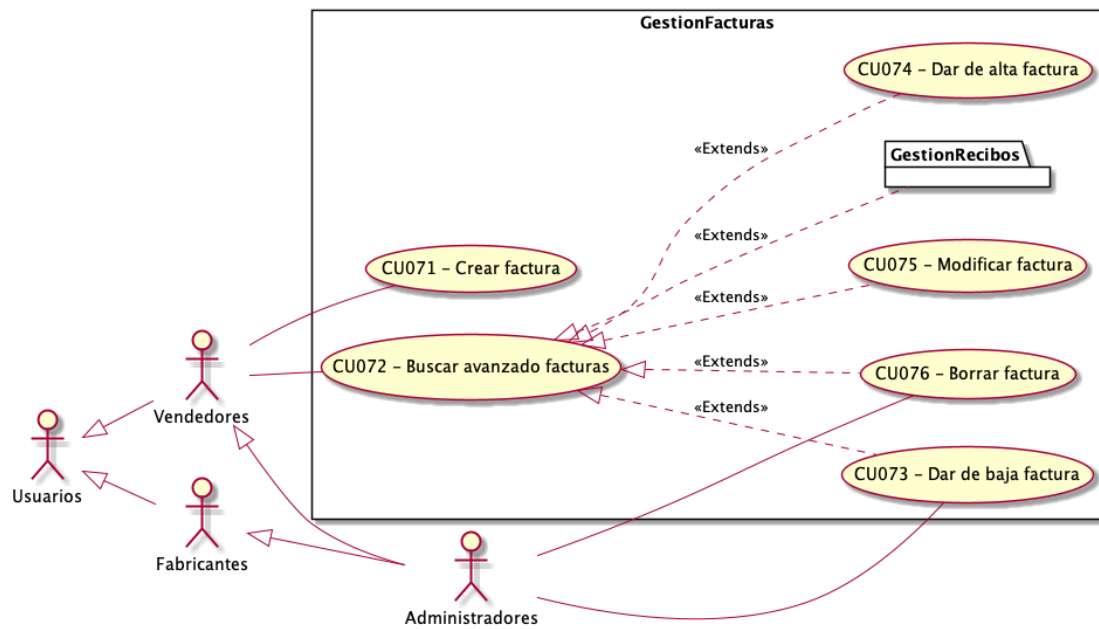 GestionFacturas
CU074 - Dar de alta factura
«Extends»
GestionRecibos
«Extends»
CU071 - Crear factura
CU075 - Modificar factura
«Extends»
CU072 - Buscar avanzado facturas
«Extends»
CU076 - Borrar factura
«Extends»
Vendedores
CU073 - Dar de baja factura
Usuarios
Fabricantes
Administradores